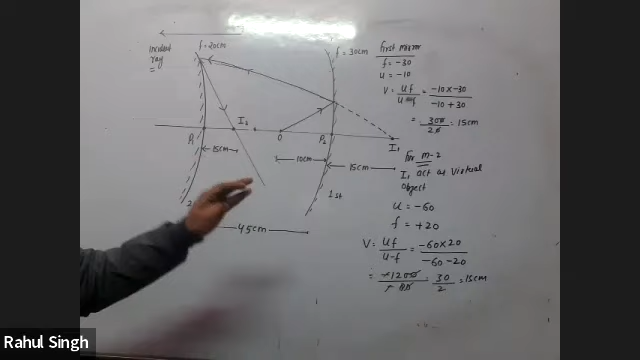 Incident
ray
f = 20cm
f = 30cm
P₁
I₂
O
P₂
I₁
15cm
10cm
15cm
2
1st
45cm
first mirror
f = -30
u = -10
V = uf/u-f = -10×-30/-10+30
= 300/20 = 15cm
For m-2
I₁ act at virtual
object
u = -60
f = +20
V = uf/u-f = -60×20/-60-20
= -1200/-80 = 30/2 = 15cm
Rahul Singh